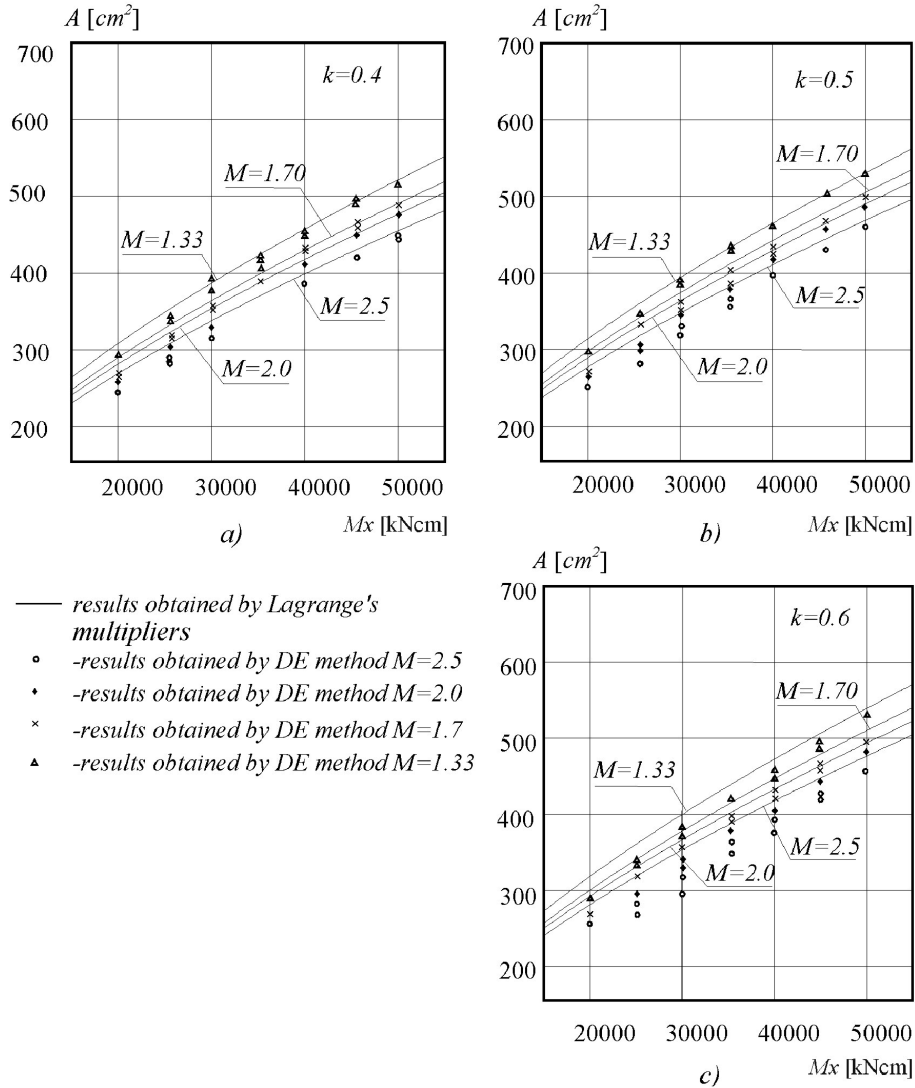 A [cm²]
700
600
500
400
300
200
k=0.4
M=1.70
M=1.33
M=2.5
M=2.0
20000 30000 40000 50000
Mx [kNcm]
a)
A [cm²]
700
600
500
400
300
200
k=0.5
M=1.70
M=1.33
M=2.5
M=2.0
20000 30000 40000 50000
Mx [kNcm]
b)
results obtained by Lagrange's
multipliers
-results obtained by DE method M=2.5
-results obtained by DE method M=2.0
-results obtained by DE method M=1.7
-results obtained by DE method M=1.33
A [cm²]
700
600
500
400
300
200
k=0.6
M=1.70
M=1.33
M=2.5
M=2.0
20000 30000 40000 50000
Mx [kNcm]
c)